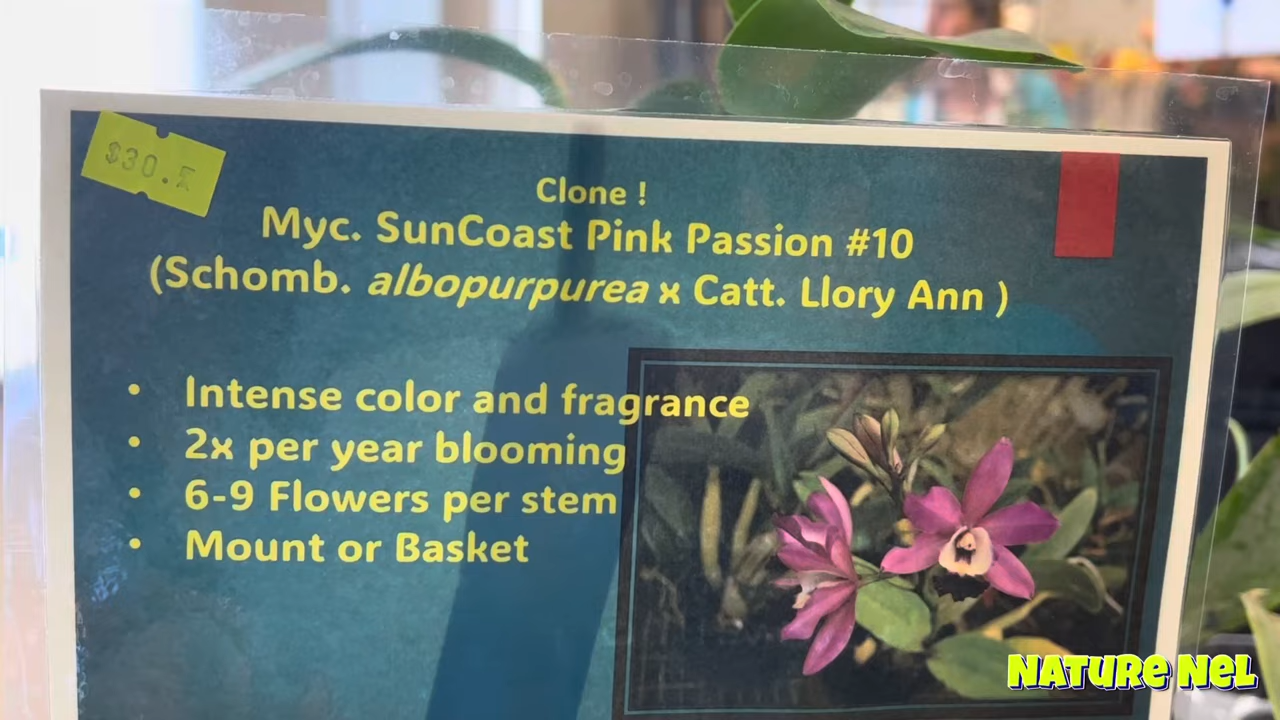 $30.
Clone !
Myc. SunCoast Pink Passion #10
(Schomb. albopurpurea x Catt. Llory Ann )
• Intense color and fragrance
• 2x per year blooming
• 6-9 Flowers per stem
• Mount or Basket
NATURE NEL